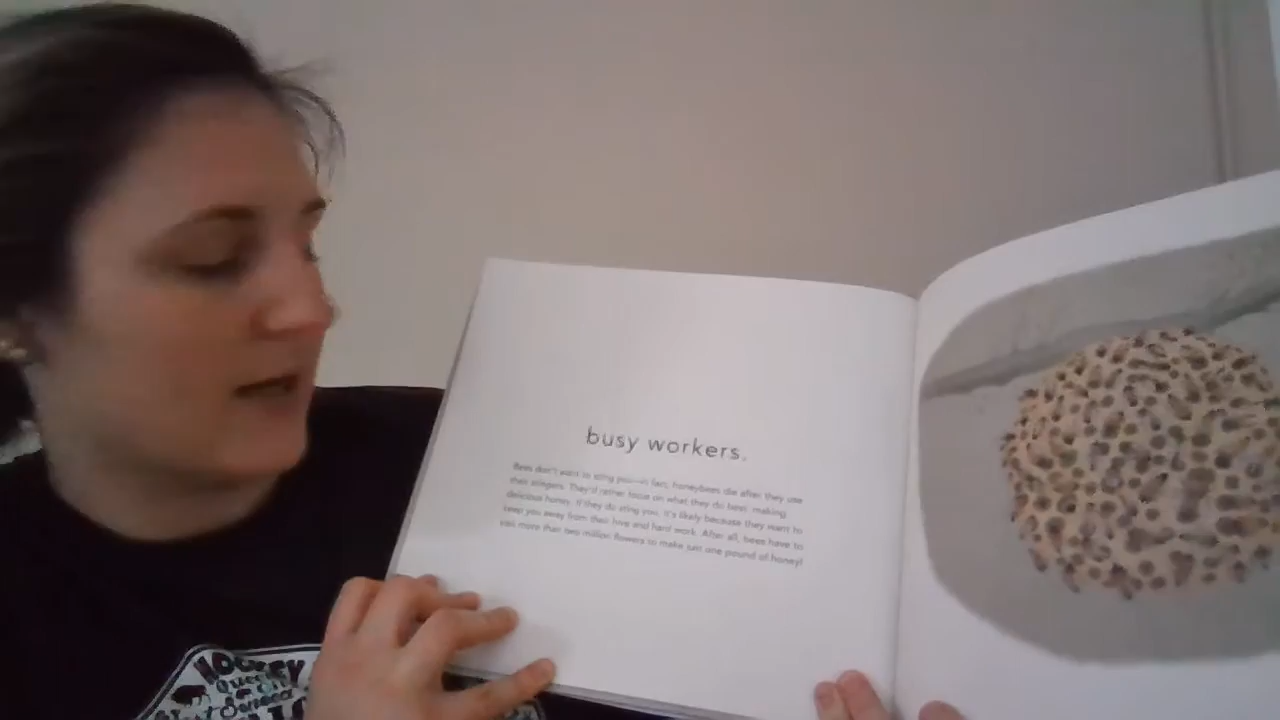 busy workers.
Bees don't want to sting you—in fact, honeybees die after they use
their stingers. They'd rather focus on what they do best: making
delicious honey. If they do sting you, it's likely because they want to
keep you away from their hive and hard work. After all, bees have to
visit more than two million flowers to make just one pound of honey!